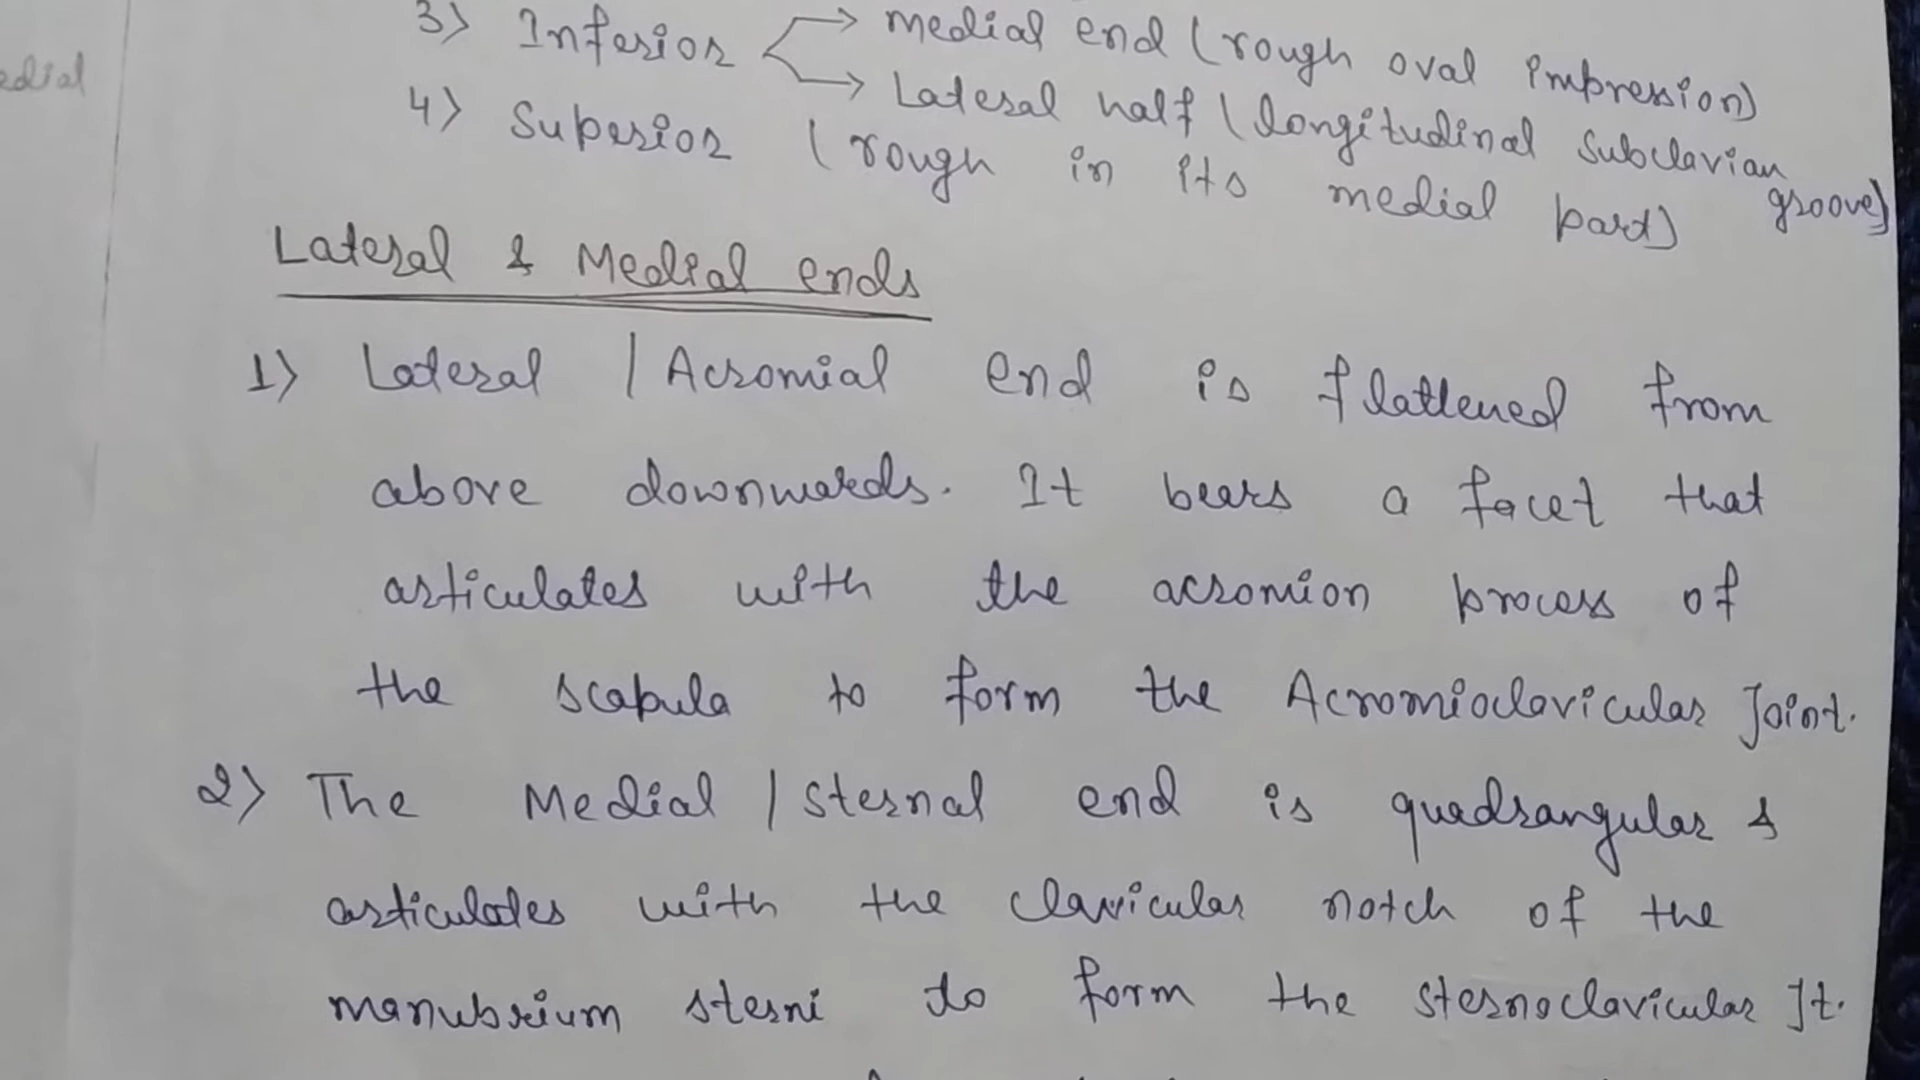 edial
3) Inferior → medial end (rough oval impression)
→ Lateral half (longitudinal subclavian groove)
4) Superior (rough in its medial part)
Lateral & Medial ends
1) Lateral / Acromial end is flattened from
above downwards. It bears a facet that
articulates with the acromion process of
the scapula to form the Acromioclavicular Joint.
2) The Medial / Sternal end is quadrangular &
articulates with the clavicular notch of the
manubrium sterni to form the sternoclavicular Jt.